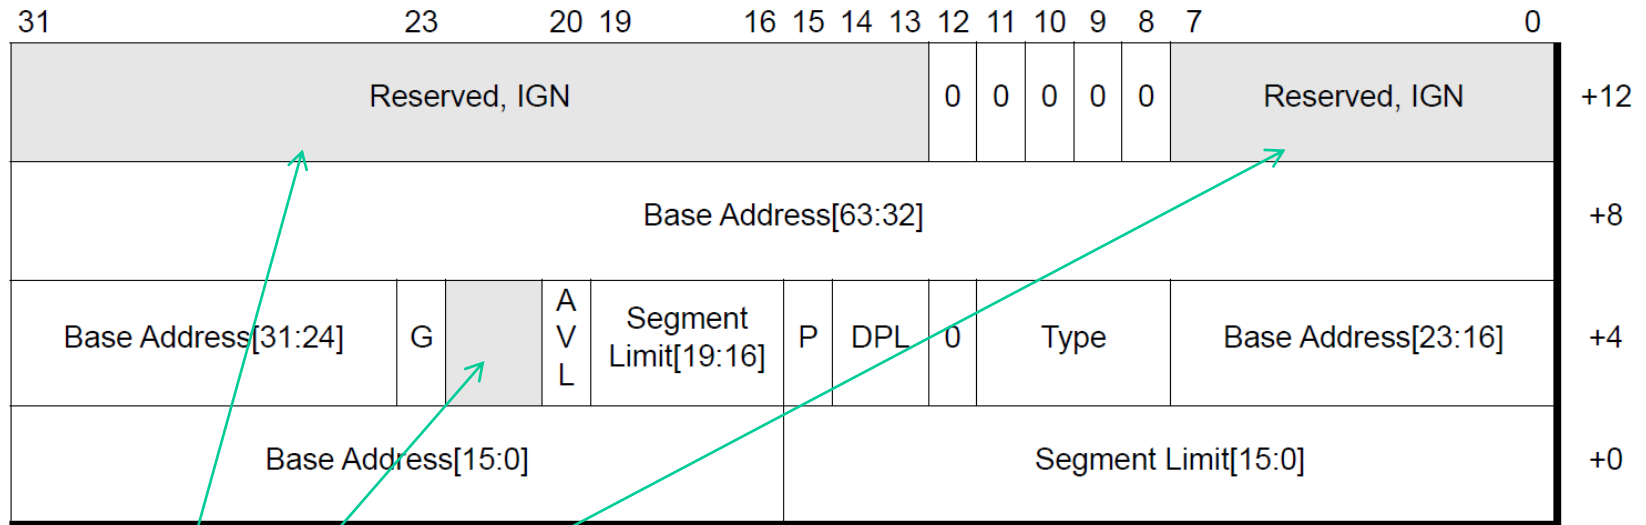 31 23 20 19 16 15 14 13 12 11 10 9 8 7 0
Reserved, IGN 0 0 0 0 0 Reserved, IGN +12
Base Address[63:32] +8
Base Address[31:24] G A V L Segment Limit[19:16] P DPL 0 Type Base Address[23:16] +4
Base Address[15:0] Segment Limit[15:0] +0